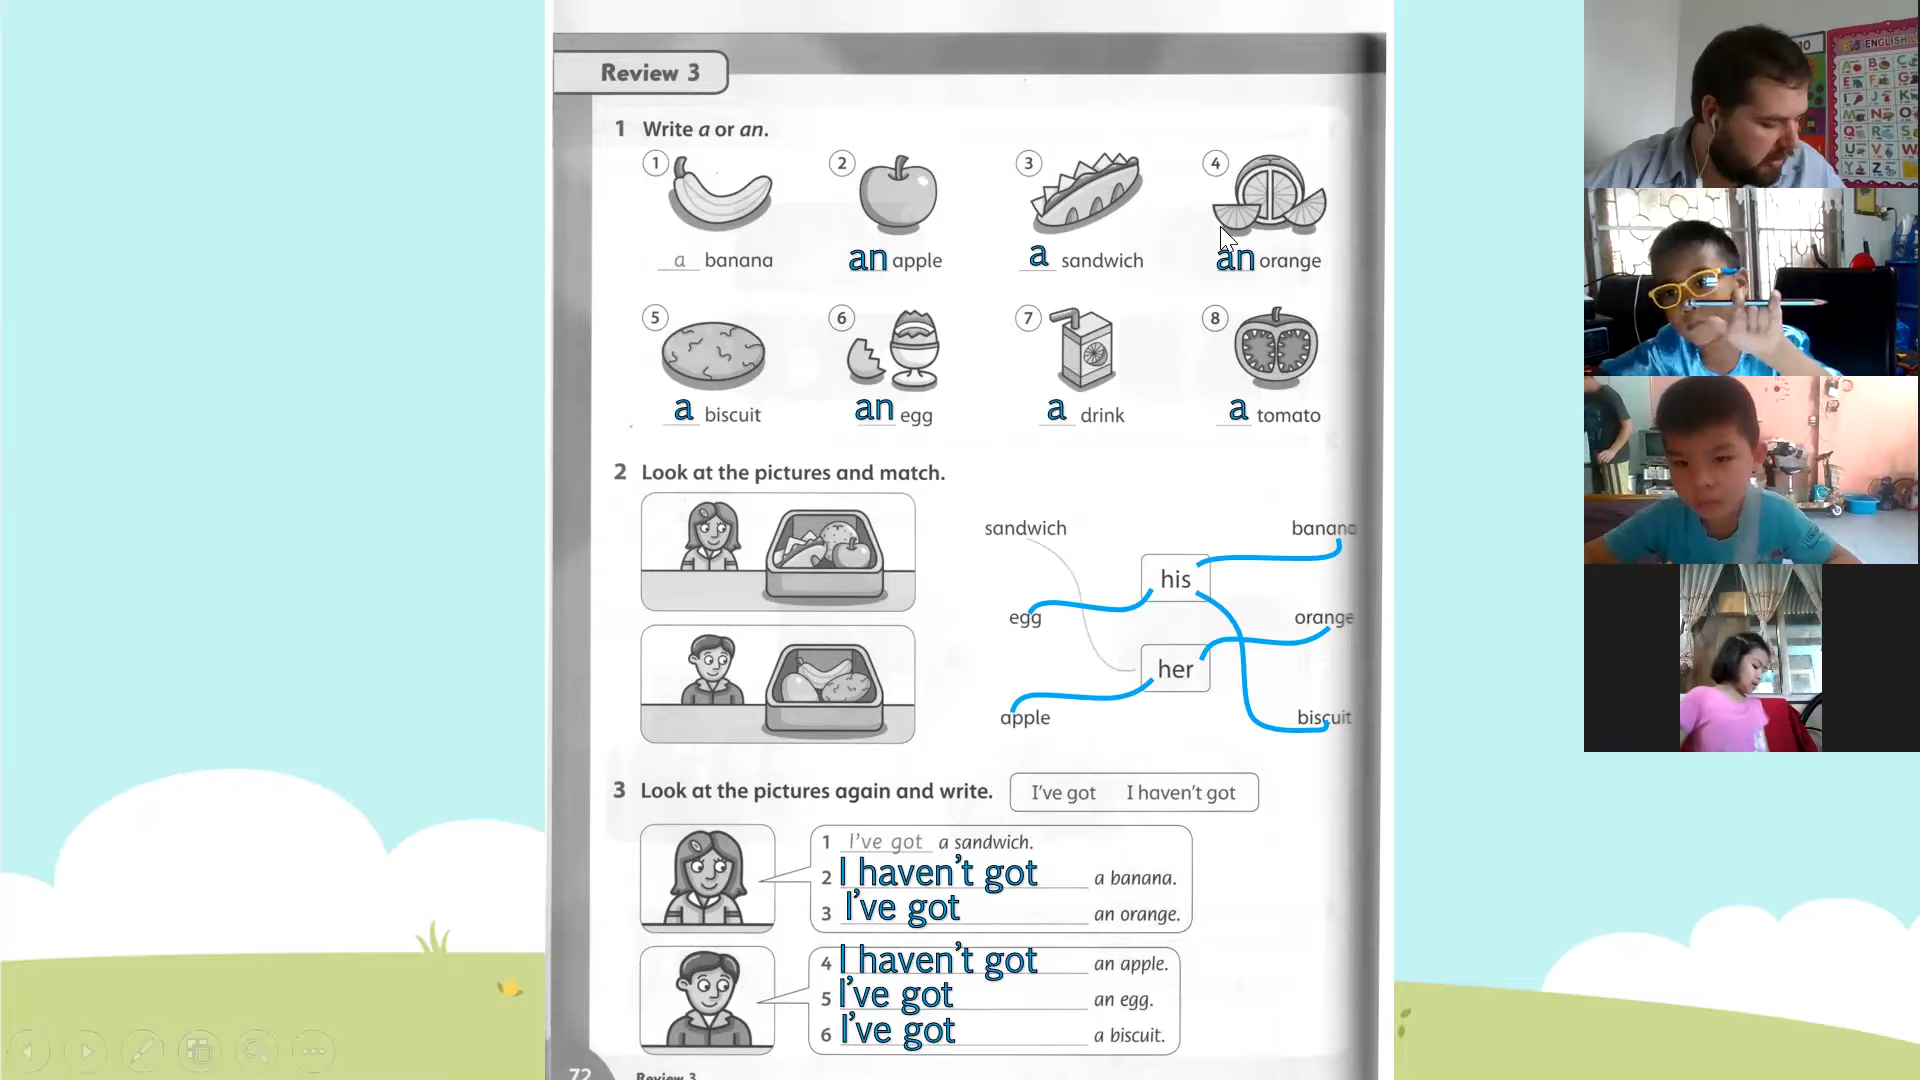 Review 3
1 Write a or an.
1 2 3 4
a banana an apple a sandwich an orange
5 6 7 8
a biscuit an egg a drink a tomato
2 Look at the pictures and match.
sandwich banana
his
egg orange
her
apple biscuit
3 Look at the pictures again and write. I've got I haven't got
1 I've got a sandwich.
2 I haven't got a banana.
3 I've got an orange.
4 I haven't got an apple.
5 I've got an egg.
6 I've got a biscuit.
72 Review 3
10
ENGLISH
A B C
E F G
I J K
M N O
Q R S
U V W
Y Z